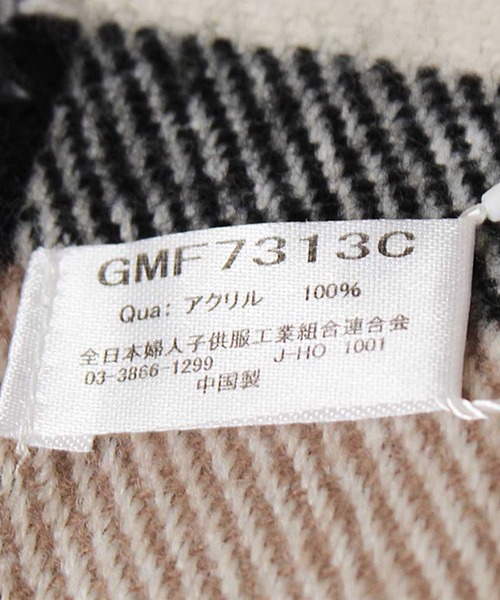 GMF7313C
Qua: アクリル 100%
全日本婦人子供服工業組合連合会
03-3866-1299 J-HO 1001
中国製